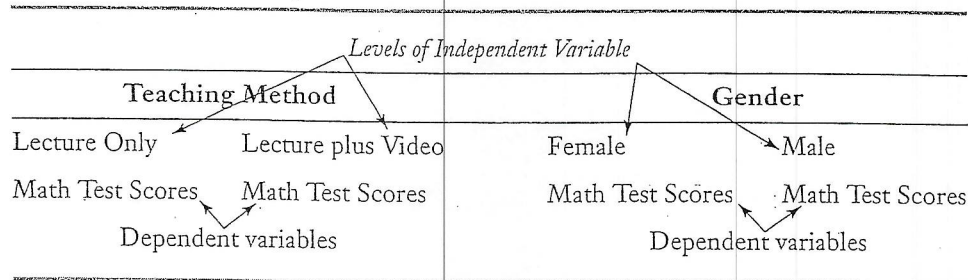 Levels of Independent Variable
Teaching Method Gender
Lecture Only Lecture plus Video Female Male
Math Test Scores Math Test Scores Math Test Scores Math Test Scores
Dependent variables Dependent variables